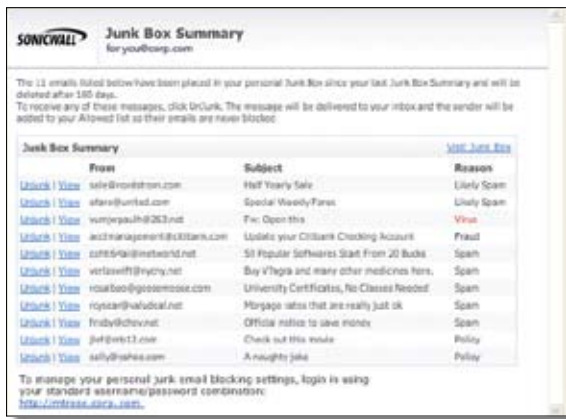 SONICWALL
Junk Box Summary
for you@corp.com
The 11 emails listed below have been placed in your personal Junk Box since your last Junk Box Summary and will be
deleted after 180 days.
To receive any of these messages, click UnJunk. The message will be delivered to your inbox and the sender will be
added to your Allowed list so their emails are never blocked
Junk Box Summary Visit Junk Box
From Subject Reason
UnJunk | View sale@nordstrom.com Half Yearly Sale Likely Spam
UnJunk | View efare@united.com Special Weekly Fares Likely Spam
UnJunk | View Fw: Open this Virus
UnJunk | View acctmanagement@citibank.com Update your Citibank Checking Account Fraud
UnJunk | View 50 Popular Softwares Start From 20 Bucks Spam
UnJunk | View verlaswift@nycny.net Buy VTagra and many other medicines here. Spam
UnJunk | View University Certificates, No Classes Needed Spam
UnJunk | View Morgage rates that are really just ok Spam
UnJunk | View Official notice to save money Spam
UnJunk | View Check out this movie Policy
UnJunk | View sally@yahoo.com A naughty joke Policy
To manage your personal junk email blocking settings, login in using
your standard username/password combination: